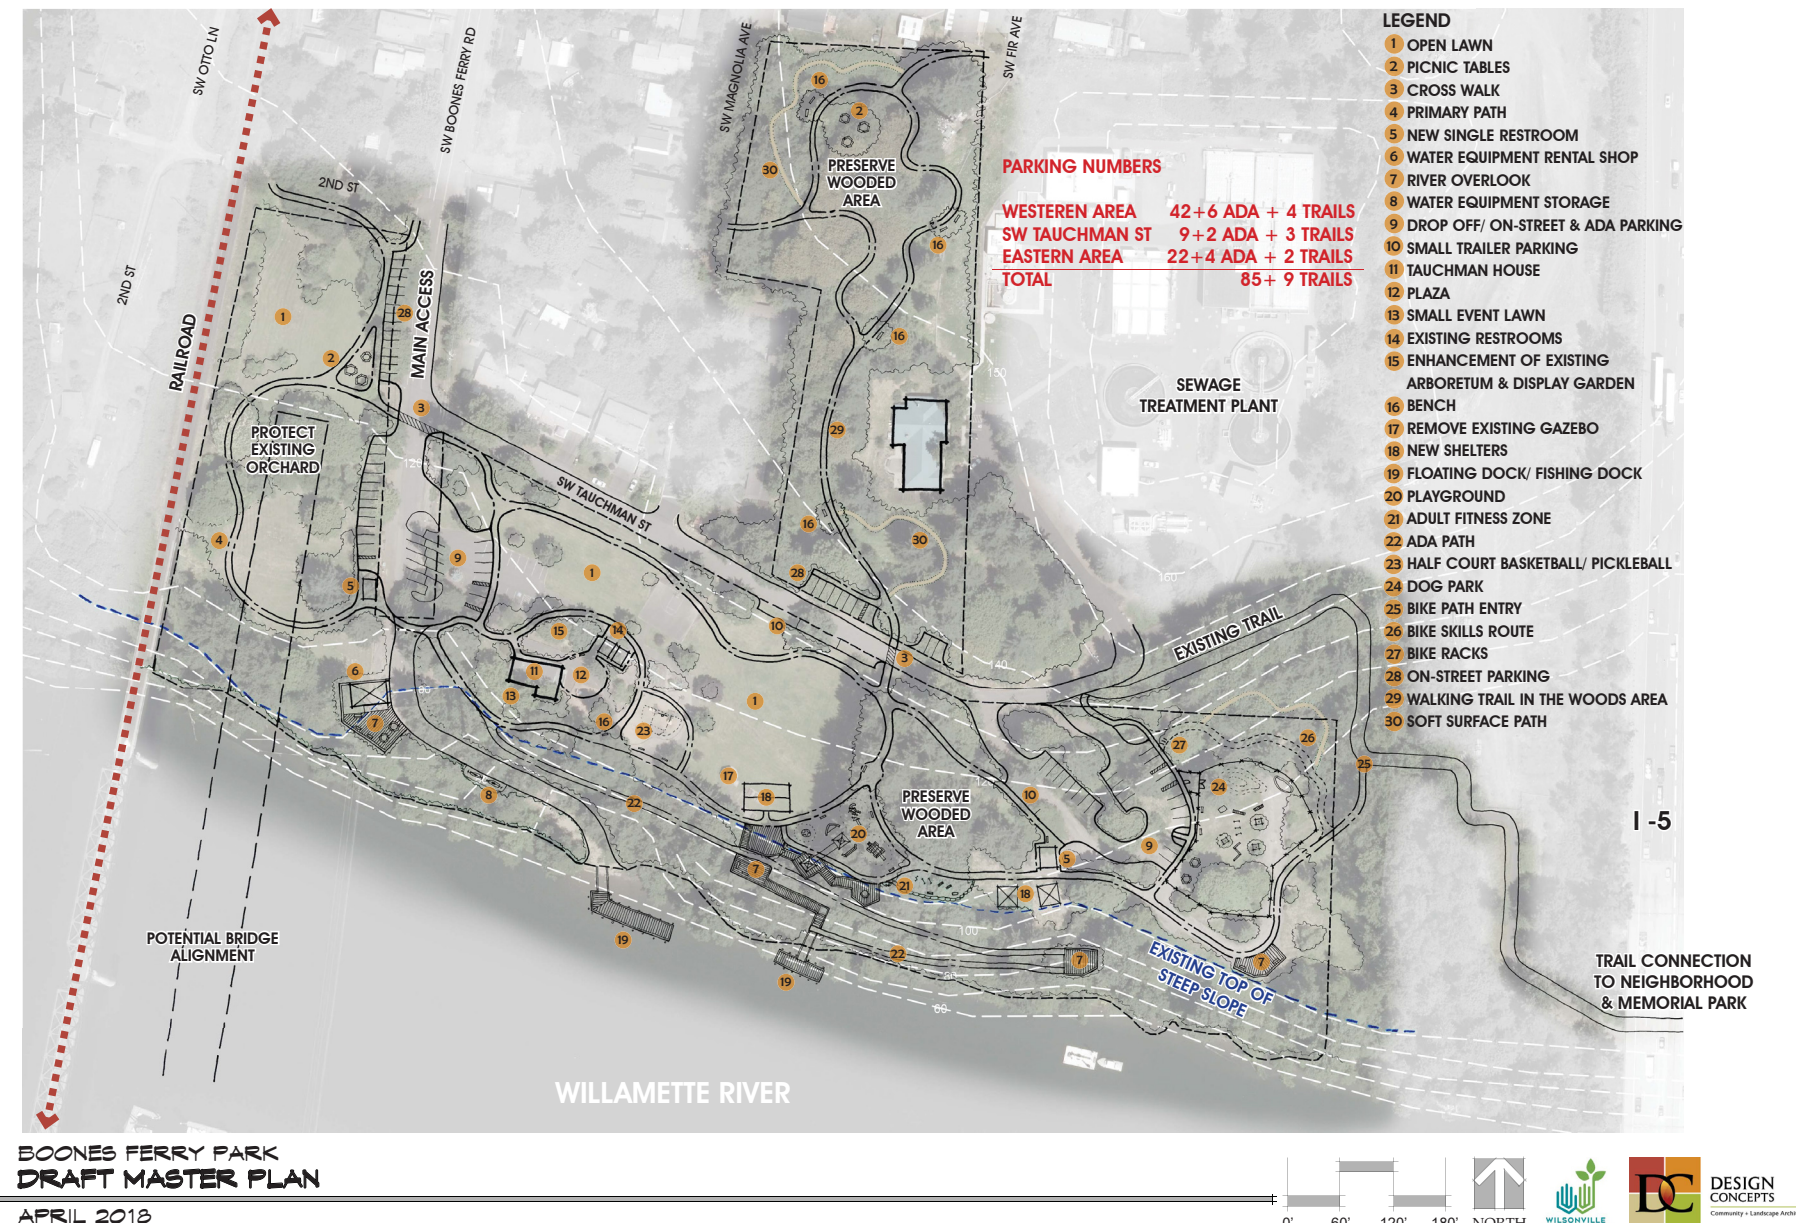 SW OTTO LN
SW BOONES FERRY RD
SW MAGNOLIA AVE
SW FIR AVE
2ND ST
2ND ST
RAILROAD
MAIN ACCESS
PRESERVE
WOODED
AREA
PROTECT
EXISTING
ORCHARD
SW TAUCHMAN ST
SEWAGE
TREATMENT PLANT
EXISTING TRAIL
PRESERVE
WOODED
AREA
POTENTIAL BRIDGE
ALIGNMENT
EXISTING TOP OF
STEEP SLOPE
I -5
TRAIL CONNECTION
TO NEIGHBORHOOD
& MEMORIAL PARK
WILLAMETTE RIVER
PARKING NUMBERS
WESTEREN AREA 42+6 ADA + 4 TRAILS
SW TAUCHMAN ST 9+2 ADA + 3 TRAILS
EASTERN AREA 22+4 ADA + 2 TRAILS
TOTAL 85+ 9 TRAILS
LEGEND
1 OPEN LAWN
2 PICNIC TABLES
3 CROSS WALK
4 PRIMARY PATH
5 NEW SINGLE RESTROOM
6 WATER EQUIPMENT RENTAL SHOP
7 RIVER OVERLOOK
8 WATER EQUIPMENT STORAGE
9 DROP OFF/ ON-STREET & ADA PARKING
10 SMALL TRAILER PARKING
11 TAUCHMAN HOUSE
12 PLAZA
13 SMALL EVENT LAWN
14 EXISTING RESTROOMS
15 ENHANCEMENT OF EXISTING
ARBORETUM & DISPLAY GARDEN
16 BENCH
17 REMOVE EXISTING GAZEBO
18 NEW SHELTERS
19 FLOATING DOCK/ FISHING DOCK
20 PLAYGROUND
21 ADULT FITNESS ZONE
22 ADA PATH
23 HALF COURT BASKETBALL/ PICKLEBALL
24 DOG PARK
25 BIKE PATH ENTRY
26 BIKE SKILLS ROUTE
27 BIKE RACKS
28 ON-STREET PARKING
29 WALKING TRAIL IN THE WOODS AREA
30 SOFT SURFACE PATH
BOONES FERRY PARK
DRAFT MASTER PLAN
APRIL 2018
0' 60' 120' 180' NORTH
WILSONVILLE
DC
DESIGN
CONCEPTS
Community + Landscape